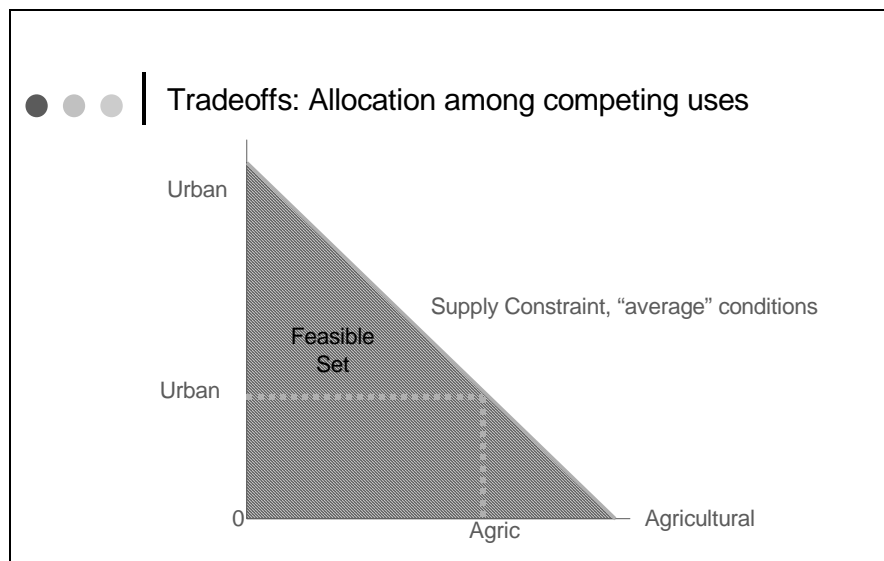 Tradeoffs: Allocation among competing uses
Urban
Supply Constraint, “average” conditions
Feasible
Set
Urban
0
Agric
Agricultural